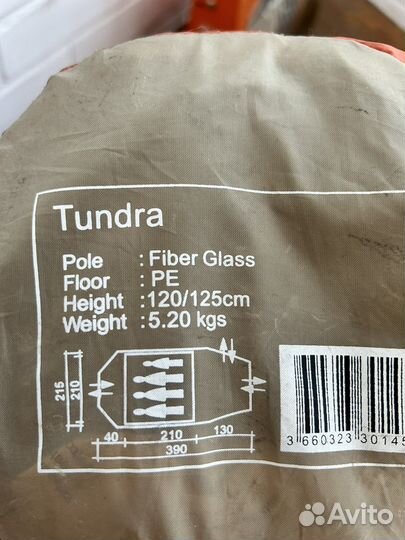 Tundra
Pole : Fiber Glass
Floor : PE
Height :120/125cm
Weight :5.20 kgs
215
210
40 210 130
390
3 660323 30145
Avito